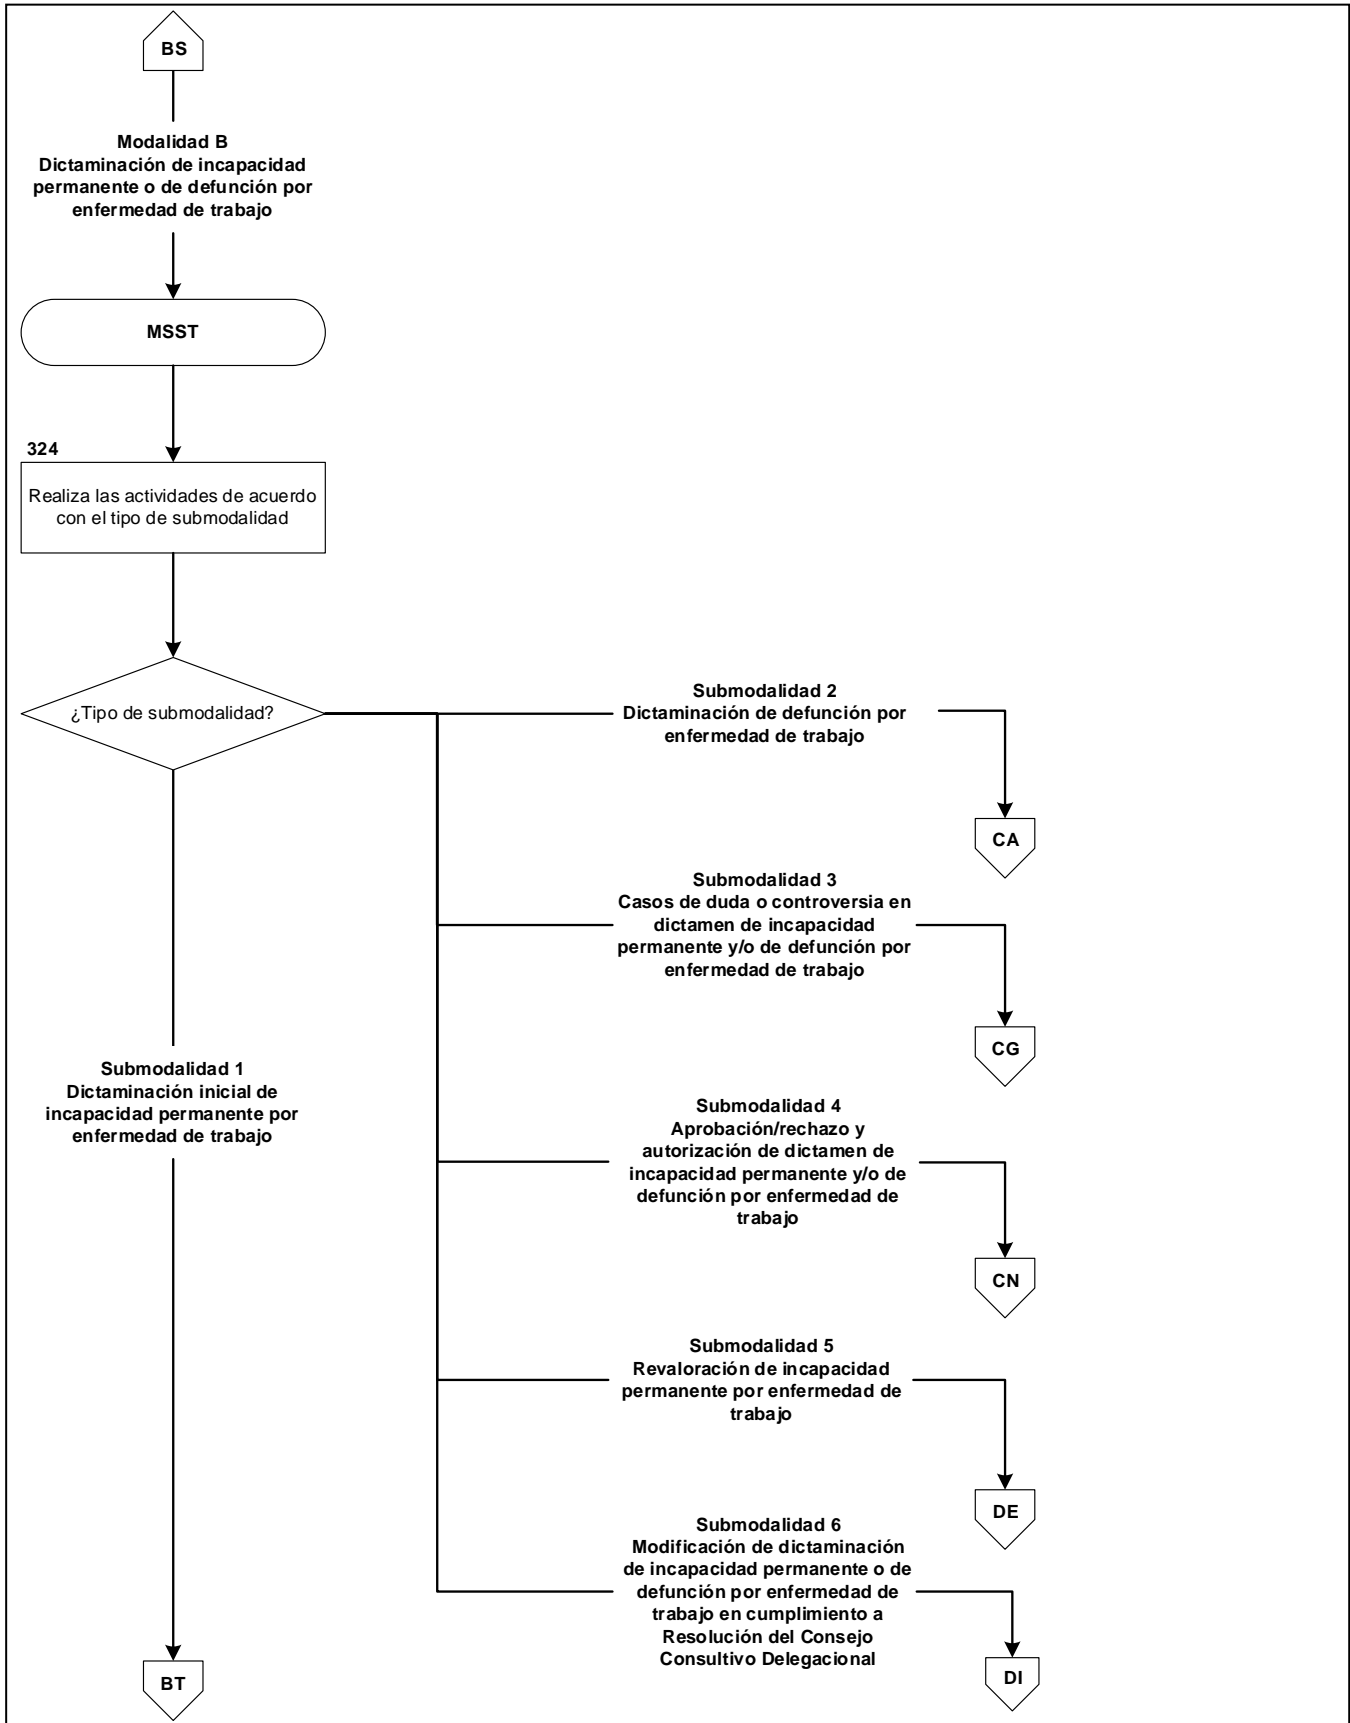 BS
Modalidad B
Dictaminación de incapacidad
permanente o de defunción por
enfermedad de trabajo
MSST
324
Realiza las actividades de acuerdo
con el tipo de submodalidad
¿Tipo de submodalidad?
Submodalidad 2
Dictaminación de defunción por
enfermedad de trabajo
CA
Submodalidad 3
Casos de duda o controversia en
dictamen de incapacidad
permanente y/o de defunción por
enfermedad de trabajo
CG
Submodalidad 1
Dictaminación inicial de
incapacidad permanente por
enfermedad de trabajo
Submodalidad 4
Aprobación/rechazo y
autorización de dictamen de
incapacidad permanente y/o de
defunción por enfermedad de
trabajo
CN
Submodalidad 5
Revaloración de incapacidad
permanente por enfermedad de
trabajo
DE
Submodalidad 6
Modificación de dictaminación
de incapacidad permanente o de
defunción por enfermedad de
trabajo en cumplimiento a
Resolución del Consejo
Consultivo Delegacional
DI
BT